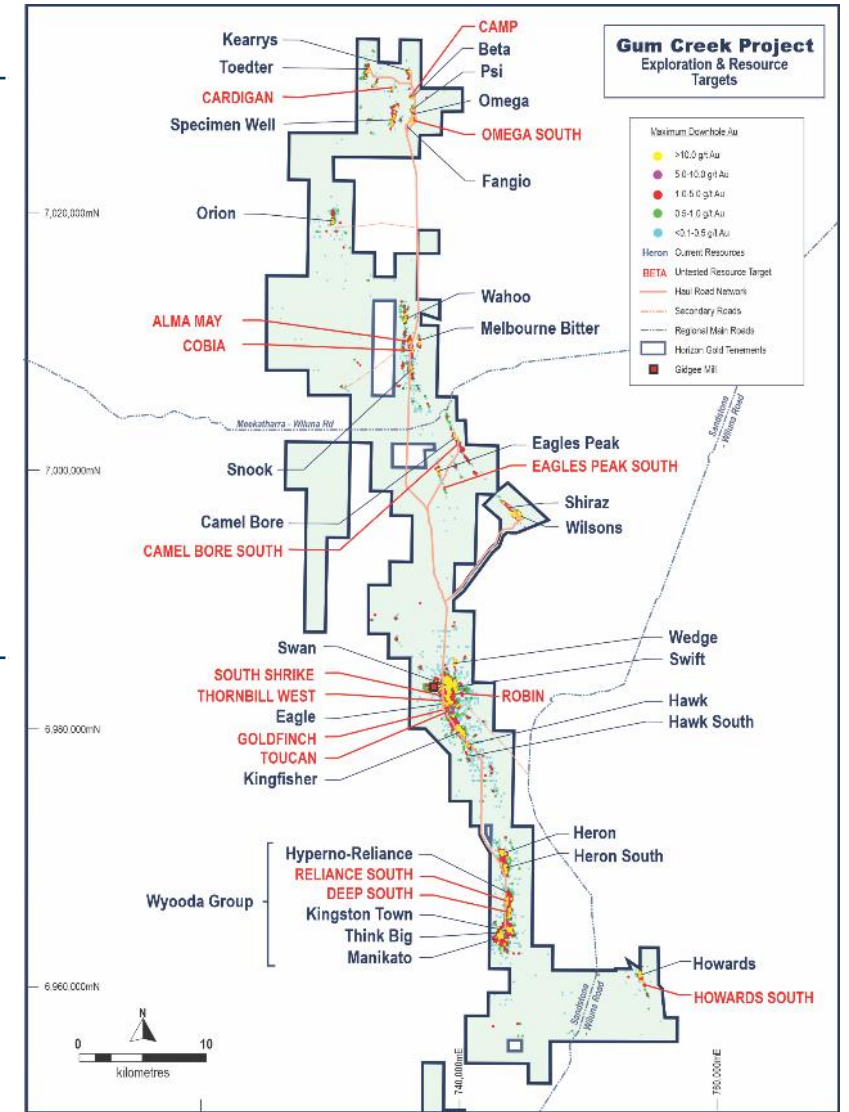 Gum Creek Project
Exploration & Resource
Targets
Maximum Downhole Au
>10.0 g/t Au
5.0-10.0 g/t Au
1.0-5.0 g/t Au
0.5-1.0 g/t Au
<0.1-0.5 g/t Au
Heron Current Resources
BETA Untested Resource Target
Haul Road Network
Secondary Roads
Regional Main Roads
Horizon Gold Tenements
Gidgee Mill
Kearrys
CAMP
Toedter
Beta
CARDIGAN
Psi
Specimen Well
Omega
OMEGA SOUTH
Fangio
7,020,000mN
Orion
Wahoo
ALMA MAY
Melbourne Bitter
COBIA
Meekatharra - Wiluna Rd
Sandstone
- Wiluna Road
Snook
Eagles Peak
7,000,000mN
EAGLES PEAK SOUTH
Camel Bore
Shiraz
CAMEL BORE SOUTH
Wilsons
Swan
Wedge
SOUTH SHRIKE
Swift
THORNBILL WEST
ROBIN
Eagle
Hawk
6,980,000mN
GOLDFINCH
Hawk South
TOUCAN
Kingfisher
Heron
Hyperno-Reliance
Heron South
RELIANCE SOUTH
Wyooda Group
DEEP SOUTH
Kingston Town
Think Big
Manikato
Howards
6,960,000mN
HOWARDS SOUTH
Sandstone
- Wiluna Road
N
0 10
kilometres
740,000mE
760,000mE